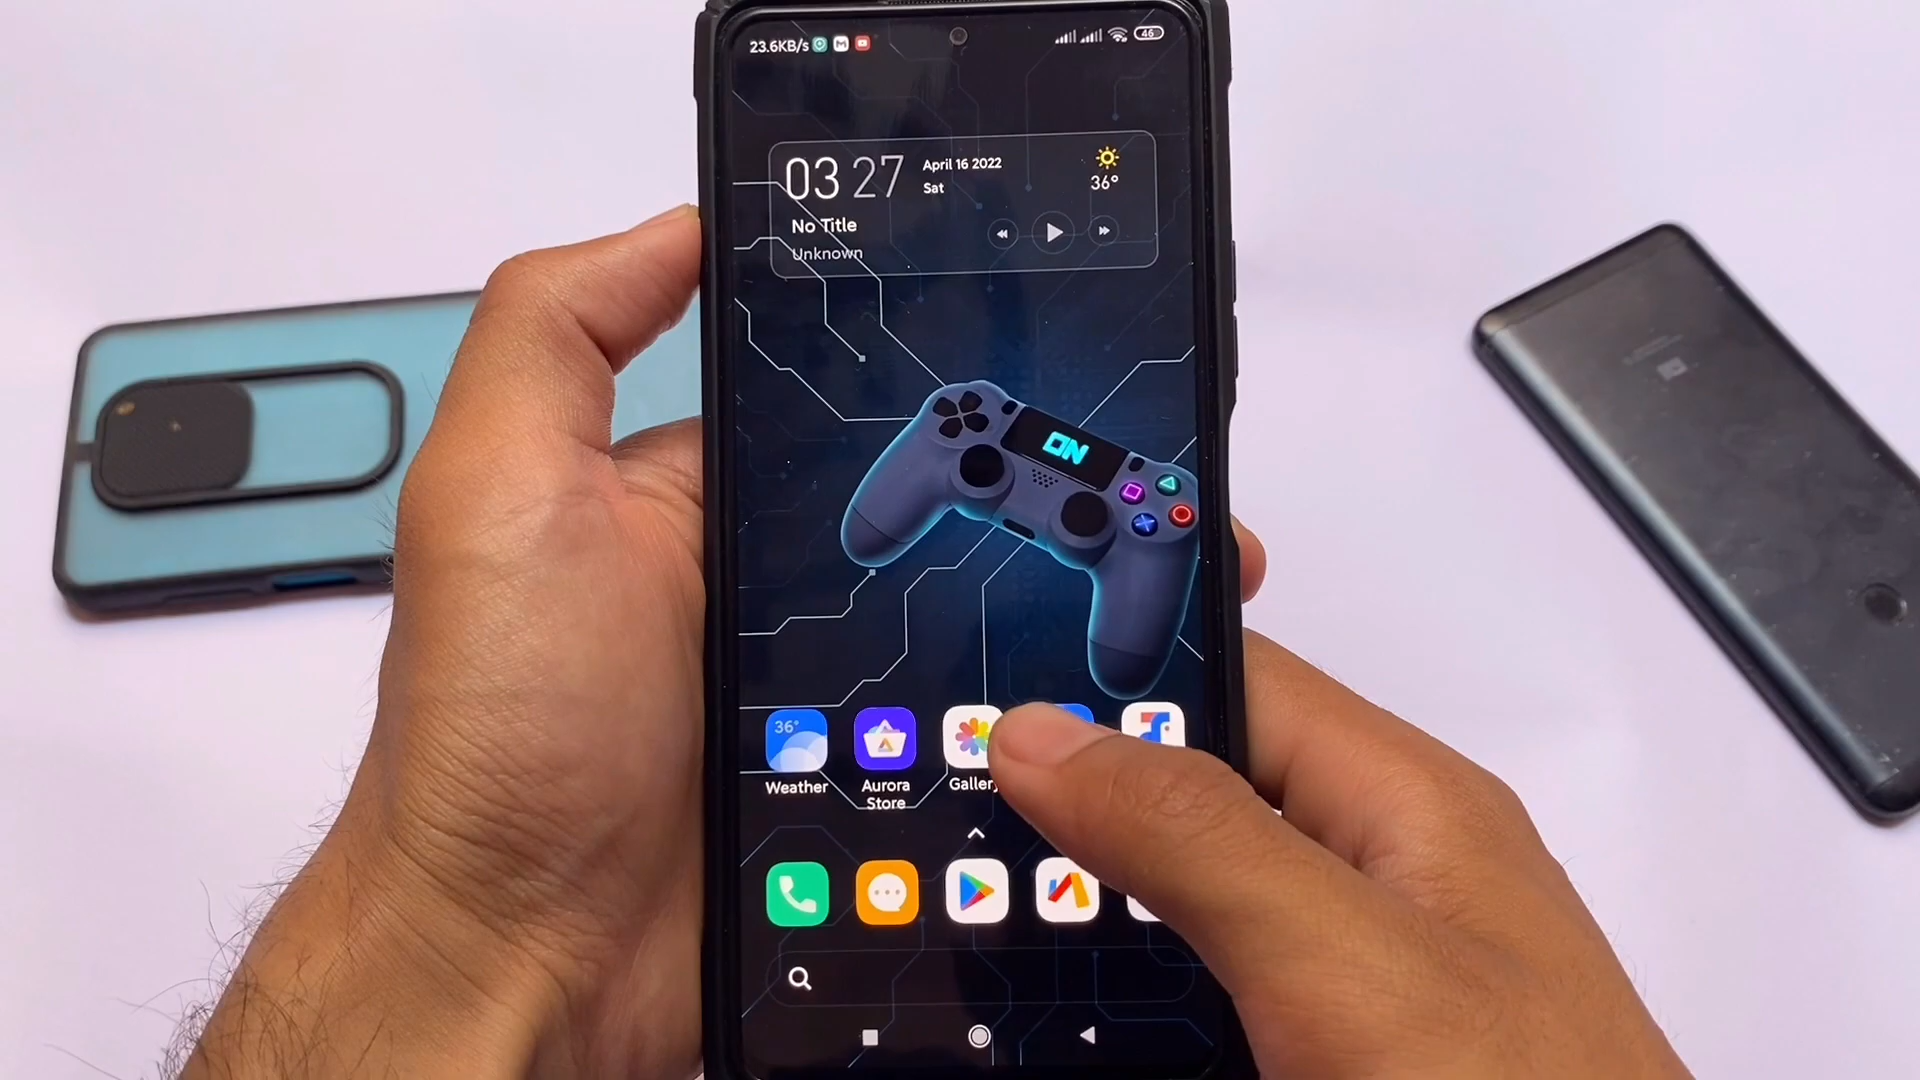 23.6KB/s
46
03 27
April 16 2022
Sat
36°
No Title
Unknown
ON
36°
Weather
Aurora
Store
Gallery